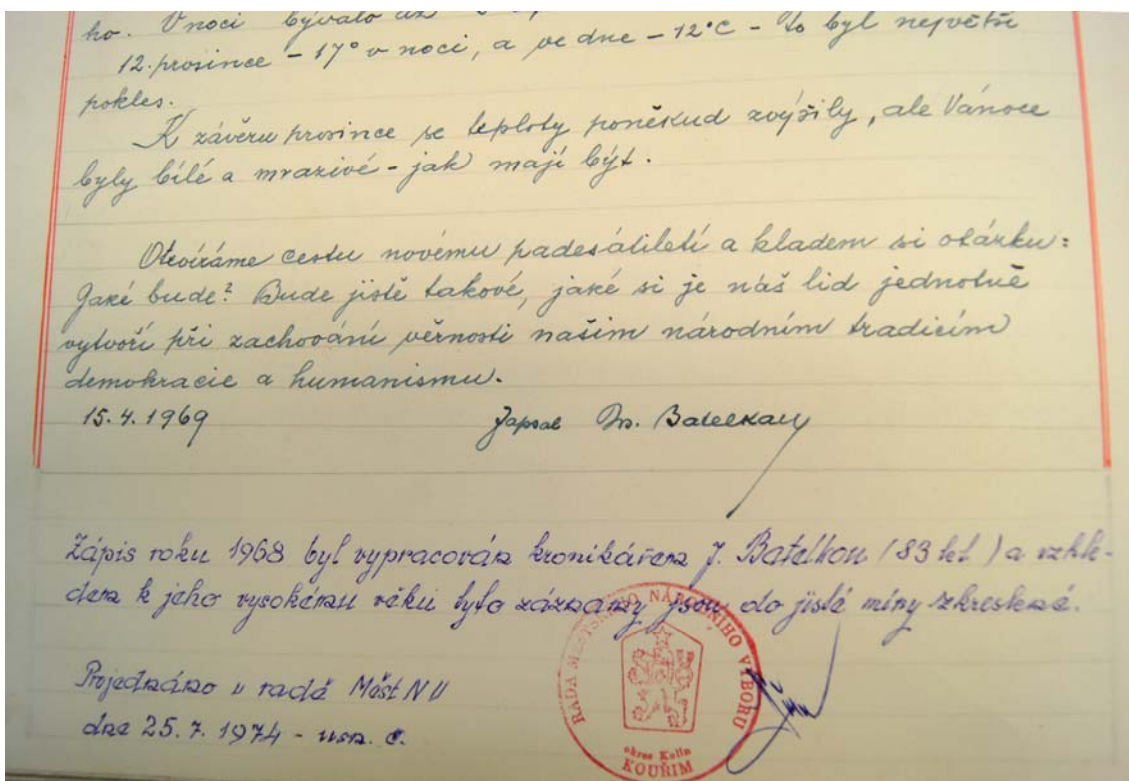 ho. V noci bývalo až
12. prosince - 17° v noci, a ve dne - 12°C - to byl největší
pokles.
K závěru prosince se teploty poněkud zvýšily, ale Vánoce
byly bílé a mrazivé - jak mají být.
Otevíráme cestu novému padesátiletí a kladem si otázku:
Jaké bude? Bude jistě takové, jaké si je náš lid jednotně
vytvoří při zachování věrnosti našim národním tradicím
demokracie a humanismu.
15.4.1969 Zapsal
Zápis roku 1968 byl vypracován kronikářem J. Batelkou (83 let) a vzhle-
dem k jeho vysokému věku tyto záznamy jsou do jisté míry zkreslené.
Projednáno v radě Měst NV
dne 25.7.1974 - usn. č.
RADA MĚSTSKÉHO NÁRODNÍHO VÝBORU
okres Kolín
KOUŘIM